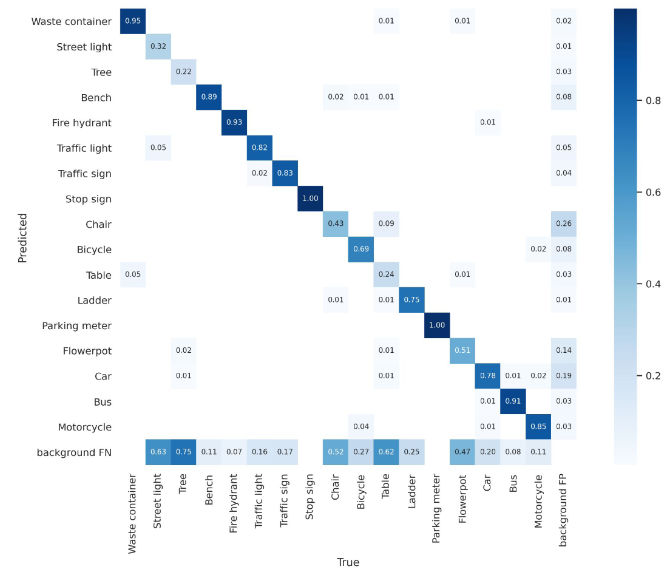 Waste container 0.95 0.01 0.01 0.02
Street light 0.32 0.01
Tree 0.22 0.03
Bench 0.89 0.02 0.01 0.01 0.08
Fire hydrant 0.93 0.01
Traffic light 0.05 0.82 0.05
Traffic sign 0.02 0.83 0.04
Stop sign 1.00
Chair 0.43 0.09 0.26
Bicycle 0.69 0.02 0.08
Table 0.05 0.24 0.01 0.03
Ladder 0.01 0.01 0.75 0.01
Parking meter 1.00
Flowerpot 0.02 0.01 0.51 0.14
Car 0.01 0.01 0.78 0.01 0.02 0.19
Bus 0.01 0.91 0.03
Motorcycle 0.04 0.01 0.85 0.03
background FN 0.63 0.75 0.11 0.07 0.16 0.17 0.52 0.27 0.62 0.25 0.47 0.20 0.08 0.11
Waste container
Street light
Tree
Bench
Fire hydrant
Traffic light
Traffic sign
Stop sign
Chair
Bicycle
Table
Ladder
Parking meter
Flowerpot
Car
Bus
Motorcycle
background FP
True
Predicted
0.8
0.6
0.4
0.2